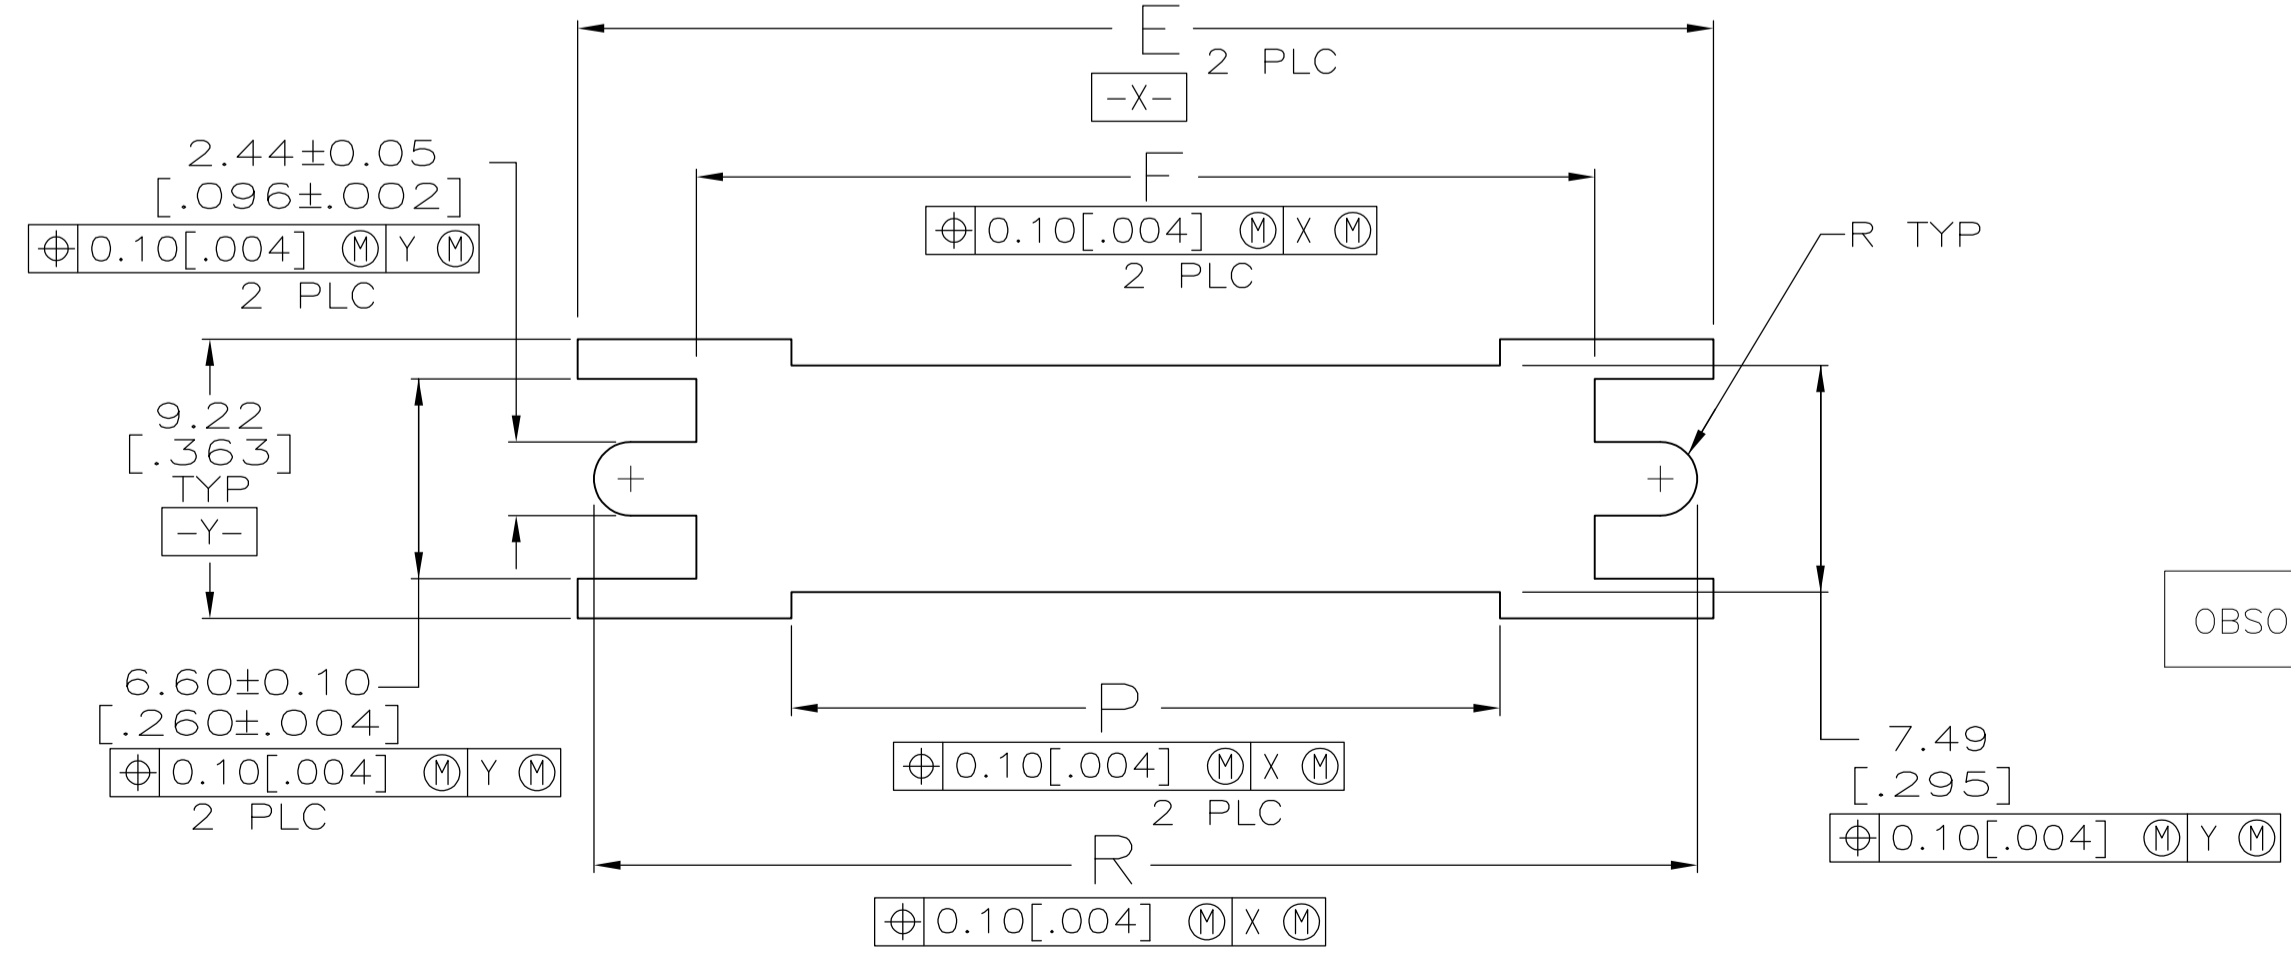 E
2 PLC
-X-
2.44±0.05
[.096±.002]
⌖ 0.10[.004] Ⓜ Y Ⓜ
2 PLC
F
⌖ 0.10[.004] Ⓜ X Ⓜ
2 PLC
R TYP
9.22
[.363]
TYP
-Y-
OBSO
6.60±0.10
[.260±.004]
⌖ 0.10[.004] Ⓜ Y Ⓜ
2 PLC
P
⌖ 0.10[.004] Ⓜ X Ⓜ
2 PLC
7.49
[.295]
⌖ 0.10[.004] Ⓜ Y Ⓜ
R
⌖ 0.10[.004] Ⓜ X Ⓜ